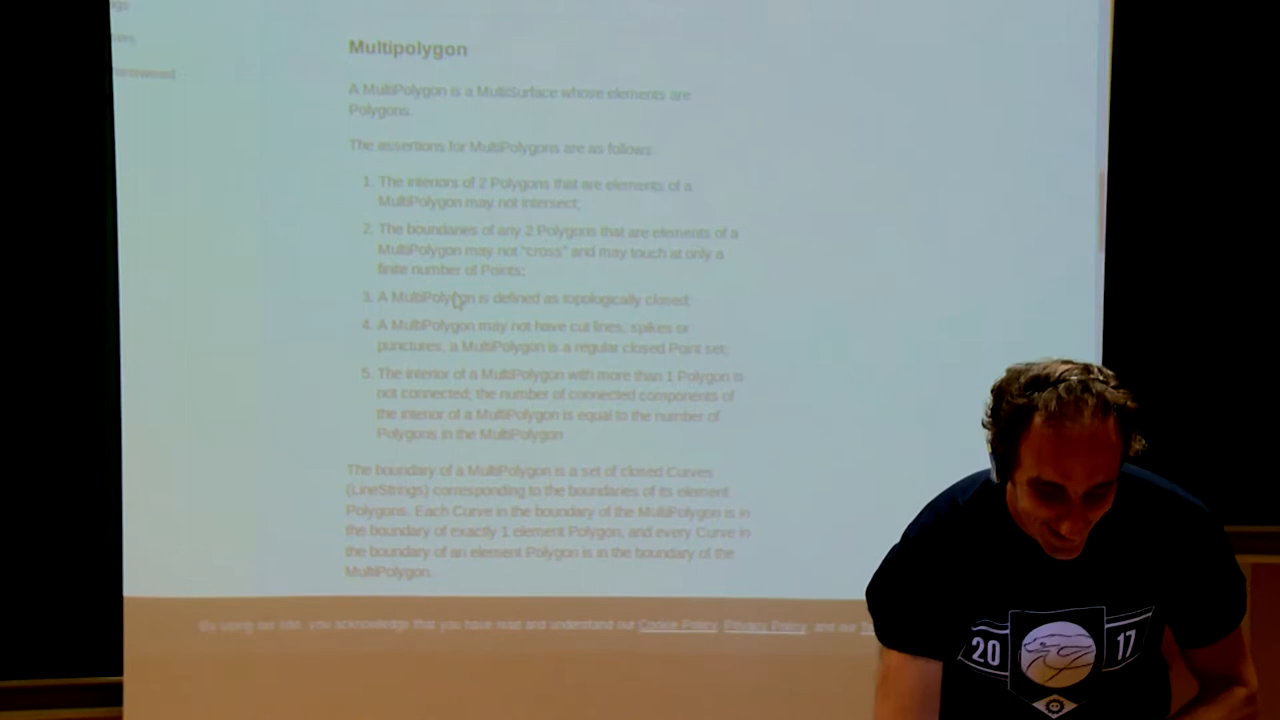 Multipolygon
A MultiPolygon is a MultiSurface whose elements are
Polygons.
The assertions for MultiPolygons are as follows:
1. The interiors of 2 Polygons that are elements of a
MultiPolygon may not intersect;
2. The boundaries of any 2 Polygons that are elements of a
MultiPolygon may not "cross" and may touch at only a
finite number of Points;
3. A MultiPolygon is defined as topologically closed;
4. A MultiPolygon may not have cut lines, spikes or
punctures, a MultiPolygon is a regular closed Point set;
5. The interior of a MultiPolygon with more than 1 Polygon is
not connected; the number of connected components of
the interior of a MultiPolygon is equal to the number of
Polygons in the MultiPolygon
The boundary of a MultiPolygon is a set of closed Curves
(LineStrings) corresponding to the boundaries of its element
Polygons. Each Curve in the boundary of the MultiPolygon is in
the boundary of exactly 1 element Polygon, and every Curve in
the boundary of an element Polygon is in the boundary of the
MultiPolygon.
By using our site, you acknowledge that you have read and understand our Cookie Policy, Privacy Policy, and our
20 17